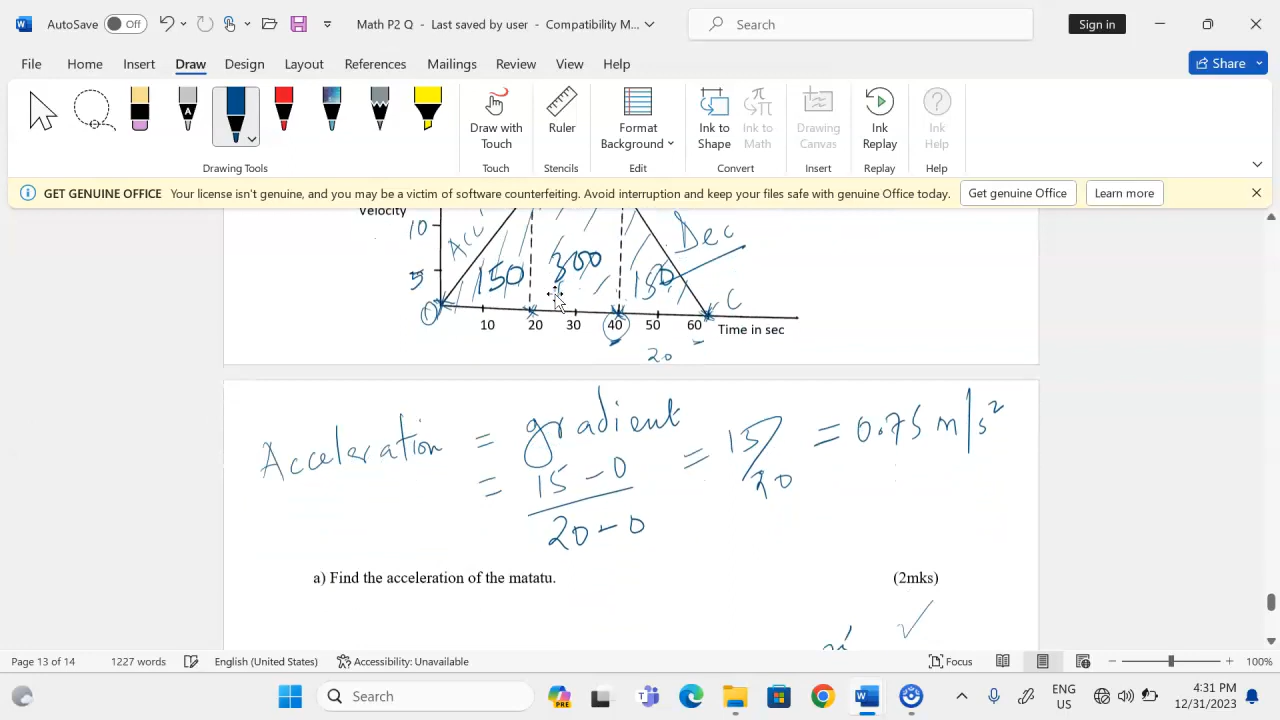 AutoSave Off Math P2 Q - Last saved by user - Compatibility M... Search Sign in
File Home Insert Draw Design Layout References Mailings Review View Help Share
Draw with Touch Ruler Format Background Ink to Shape Ink to Math Drawing Canvas Ink Replay Ink Help
Drawing Tools Touch Stencils Edit Convert Insert Replay Help
GET GENUINE OFFICE Your license isn't genuine, and you may be a victim of software counterfeiting. Avoid interruption and keep your files safe with genuine Office today. Get genuine Office Learn more
Velocity
10 Acc Dec
5 150 300 150
0 C
10 20 30 40 50 60 Time in sec
20
Acceleration = gradient = 15/20 = 0.75 m/s²
= 15 - 0
20 - 0
a) Find the acceleration of the matatu. (2mks)
Page 13 of 14 1227 words English (United States) Accessibility: Unavailable Focus 100%
Search PRE ENG US 4:31 PM 12/31/2023